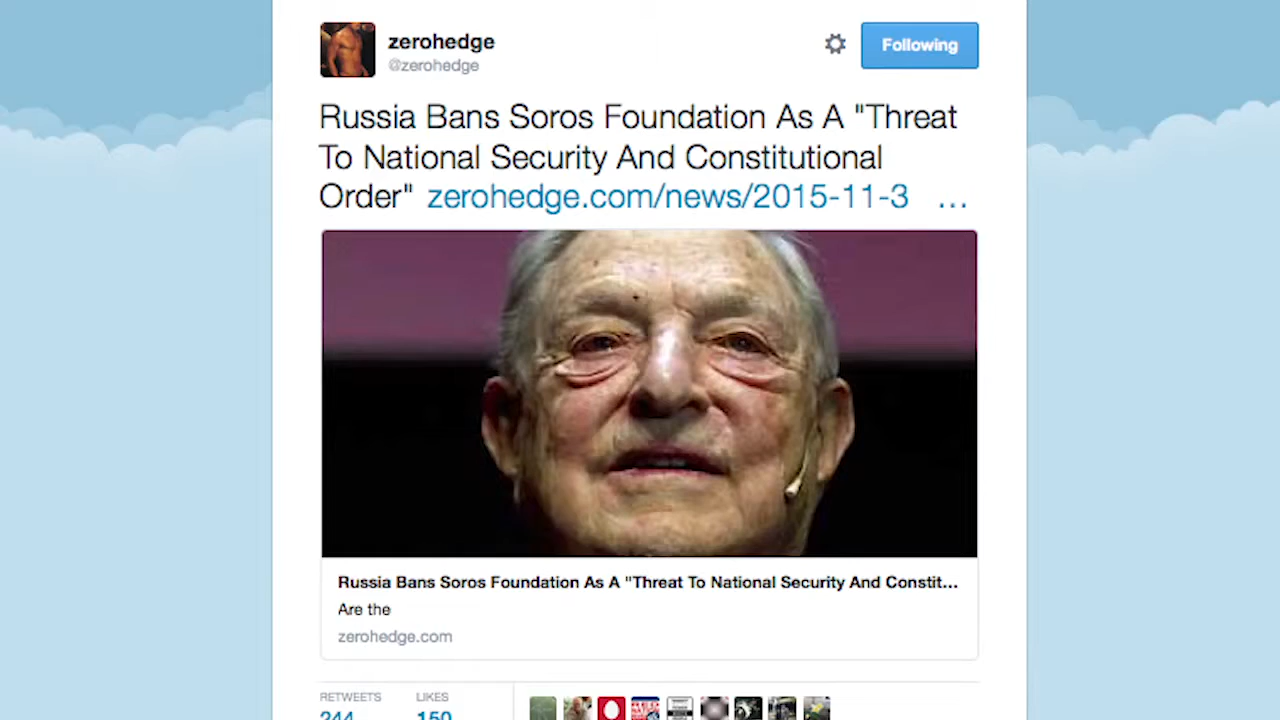 zerohedge
@zerohedge
Following
Russia Bans Soros Foundation As A "Threat
To National Security And Constitutional
Order" zerohedge.com/news/2015-11-3 …
Russia Bans Soros Foundation As A "Threat To National Security And Constit...
Are the
zerohedge.com
RETWEETS LIKES
244 150